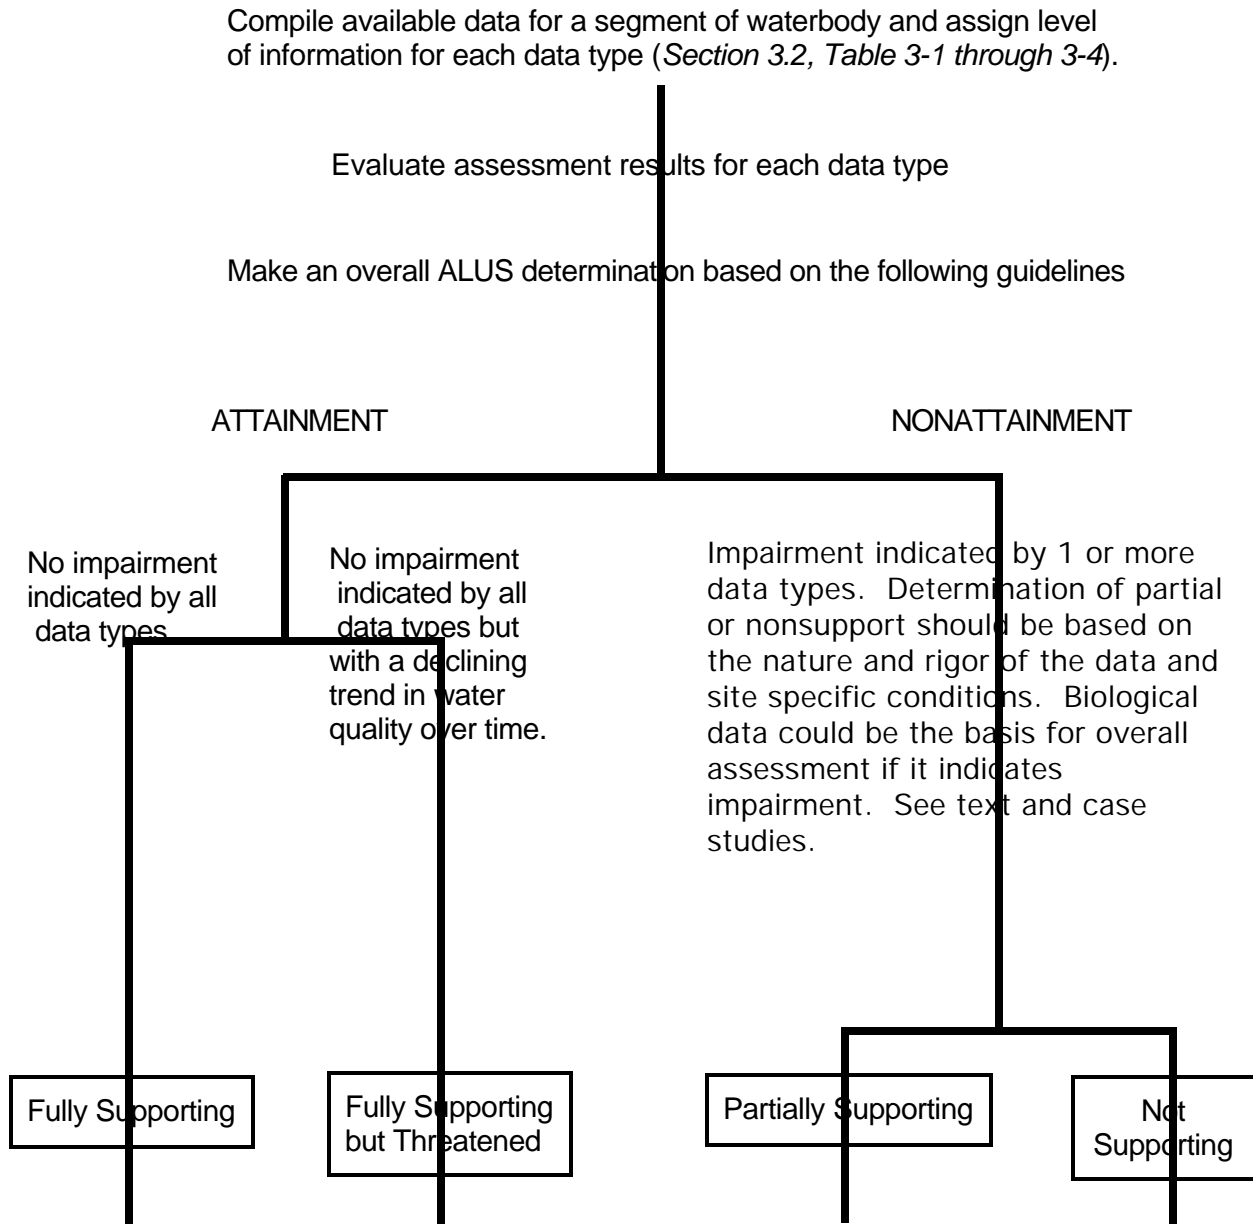 Compile available data for a segment of waterbody and assign level
of information for each data type (Section 3.2, Table 3-1 through 3-4).
Evaluate assessment results for each data type
Make an overall ALUS determination based on the following guidelines
ATTAINMENT
NONATTAINMENT
No impairment
indicated by all
data types
No impairment
indicated by all
data types but
with a declining
trend in water
quality over time.
Impairment indicated by 1 or more
data types. Determination of partial
or nonsupport should be based on
the nature and rigor of the data and
site specific conditions. Biological
data could be the basis for overall
assessment if it indicates
impairment. See text and case
studies.
Fully Supporting
Fully Supporting
but Threatened
Partially Supporting
Not
Supporting